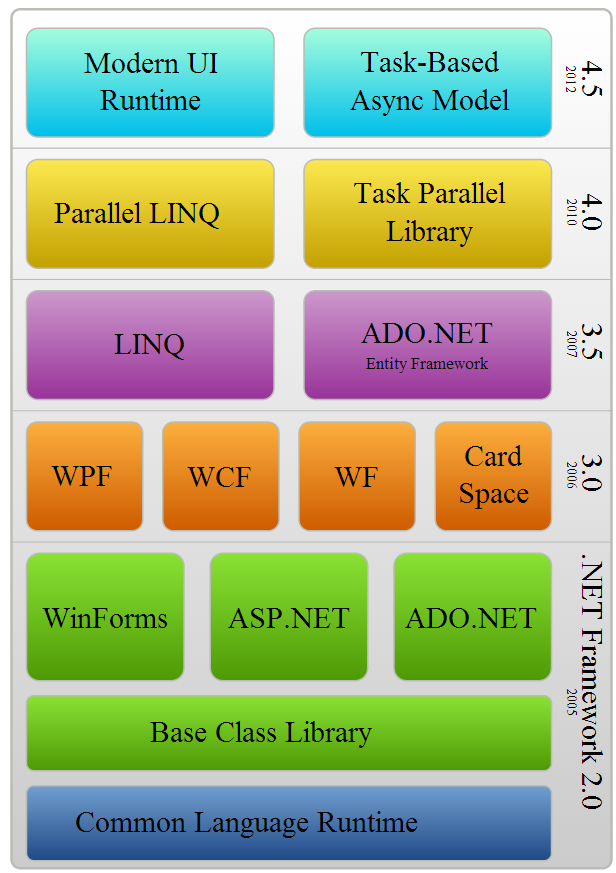 Modern UI
Runtime
Task-Based
Async Model
4.5
2012
Parallel LINQ
Task Parallel
Library
4.0
2010
LINQ
ADO.NET
Entity Framework
3.5
2007
WPF
WCF
WF
Card
Space
3.0
2006
WinForms
ASP.NET
ADO.NET
.NET Framework 2.0
2005
Base Class Library
Common Language Runtime